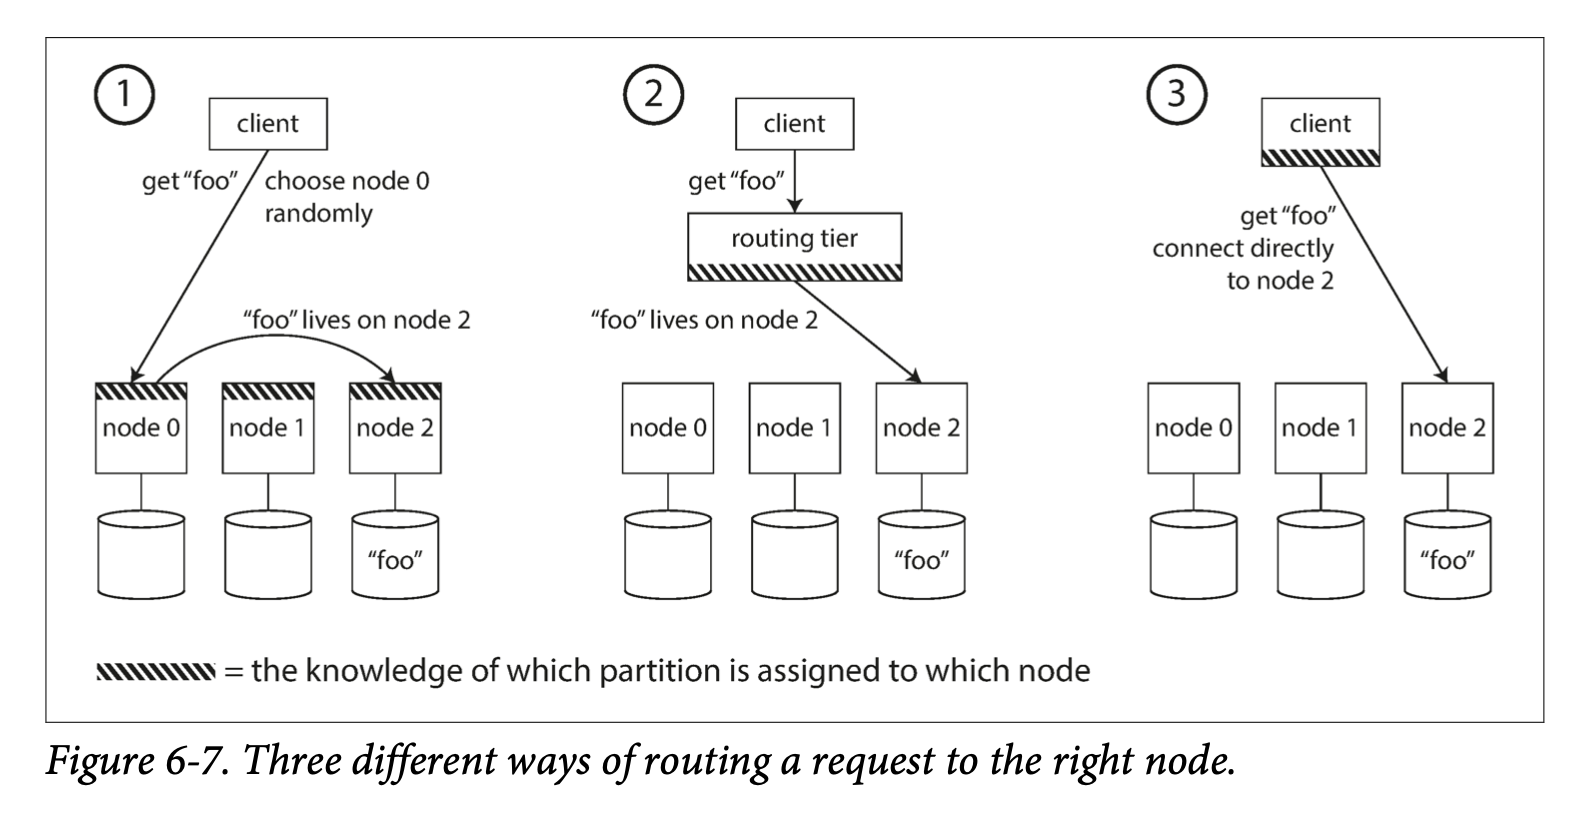 1
client
get “foo”
choose node 0
randomly
“foo” lives on node 2
node 0
node 1
node 2
“foo”
2
client
get “foo”
routing tier
“foo” lives on node 2
node 0
node 1
node 2
“foo”
3
client
get “foo”
connect directly
to node 2
node 0
node 1
node 2
“foo”
= the knowledge of which partition is assigned to which node
Figure 6-7. Three different ways of routing a request to the right node.